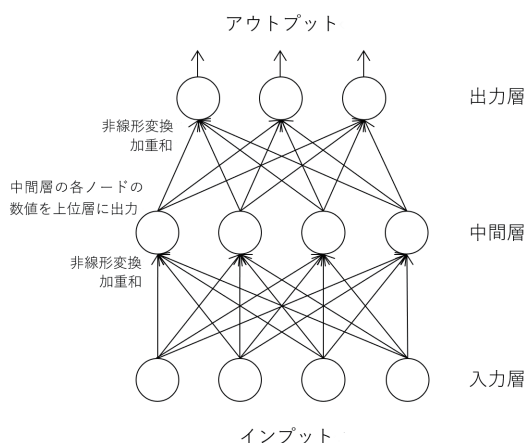 アウトプット
出力層
非線形変換
加重和
中間層の各ノードの
数値を上位層に出力
中間層
非線形変換
加重和
入力層
インプット